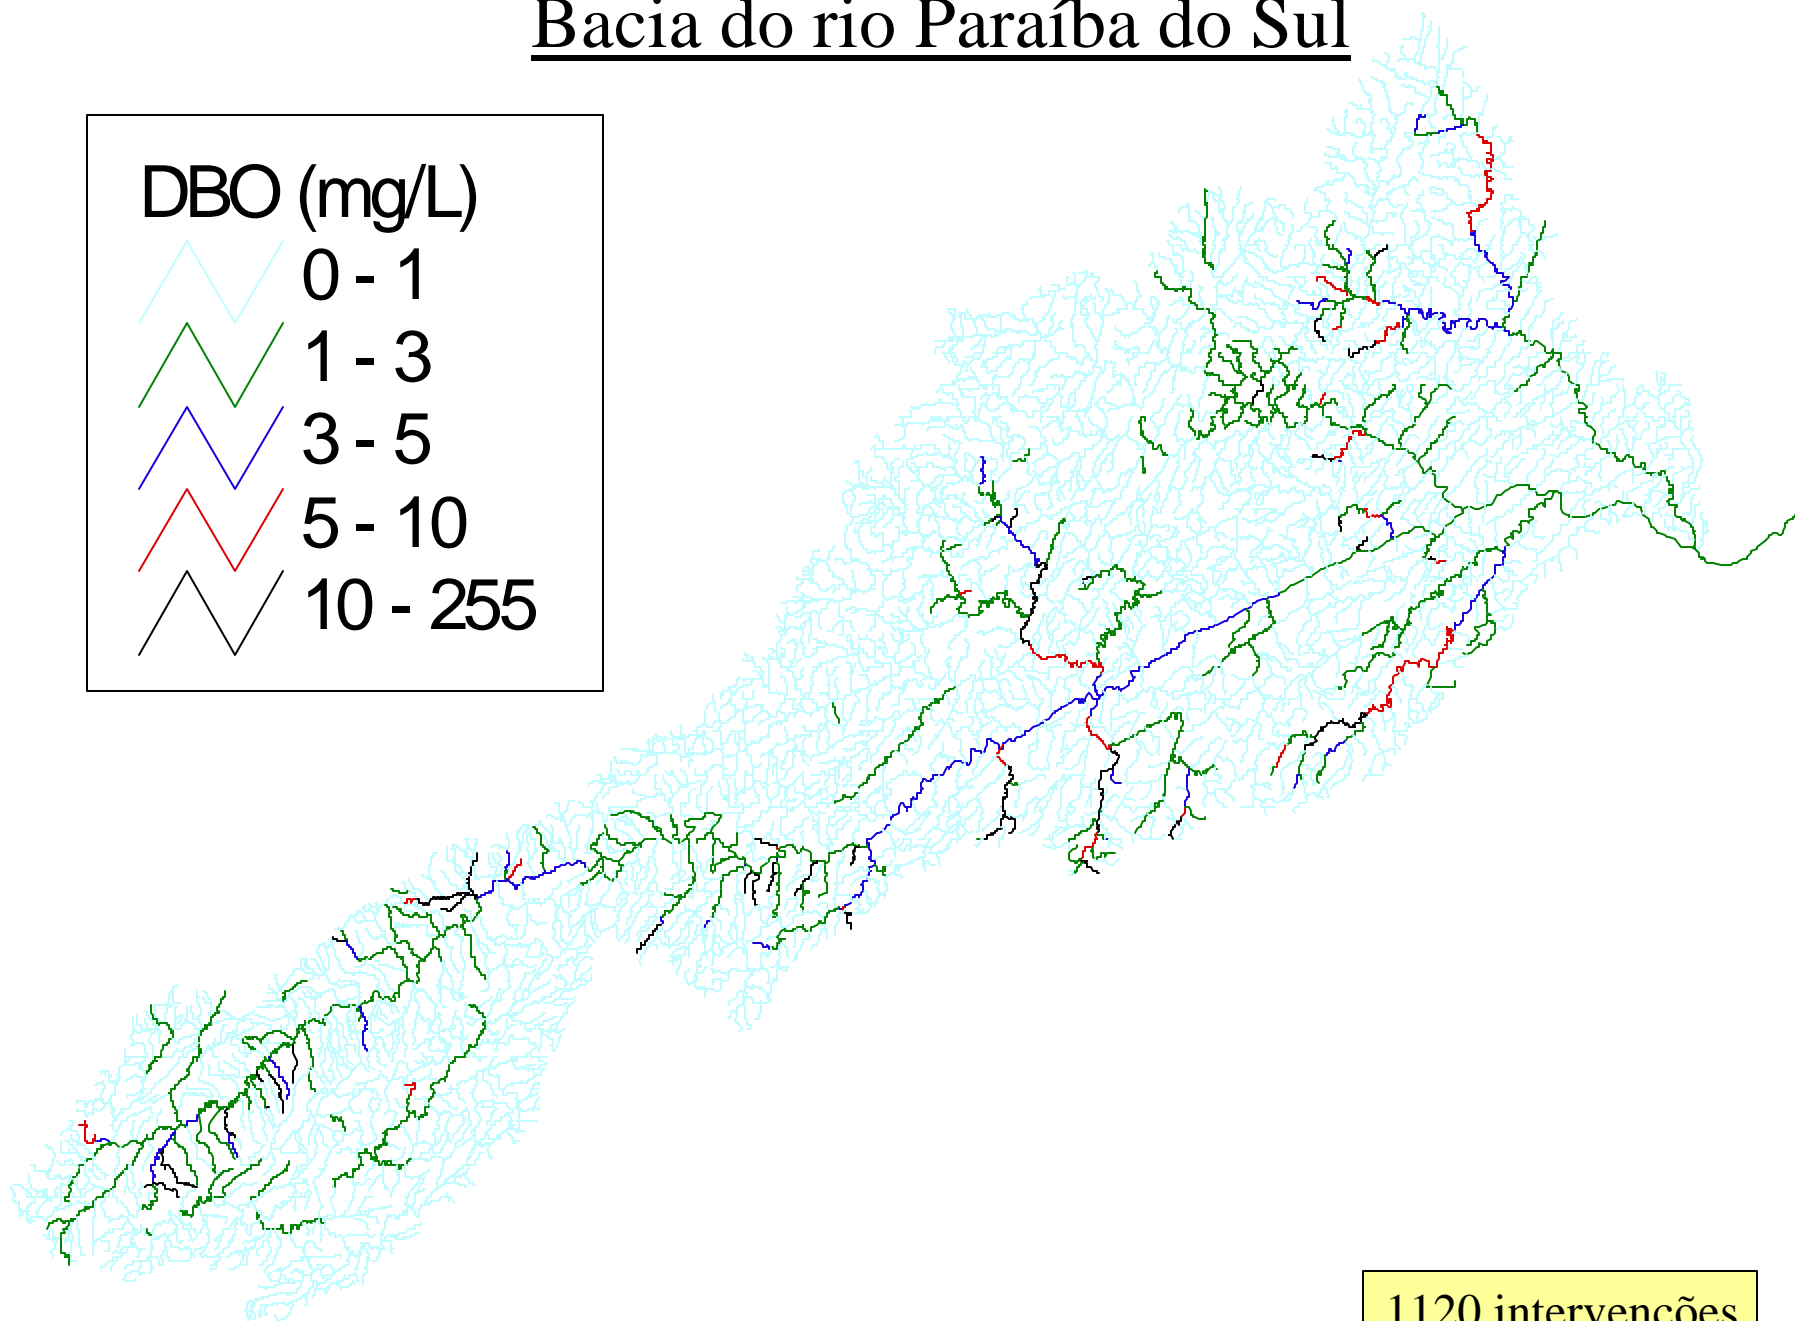 Bacia do rio Paraíba do Sul
DBO (mg/L)
0 - 1
1 - 3
3 - 5
5 - 10
10 - 255
1120 intervenções